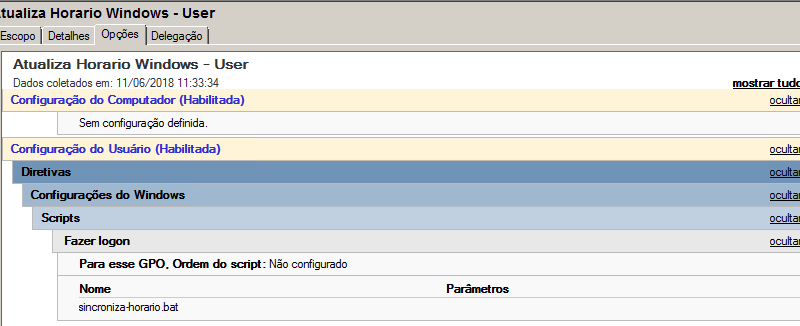 tualiza Horario Windows - User
Escopo Detalhes Opções Delegação
Atualiza Horario Windows - User
Dados coletados em: 11/06/2018 11:33:34 mostrar tudo
Configuração do Computador (Habilitada) ocultar
Sem configuração definida.
Configuração do Usuário (Habilitada) ocultar
Diretivas ocultar
Configurações do Windows ocultar
Scripts ocultar
Fazer logon ocultar
Para esse GPO, Ordem do script: Não configurado
Nome Parâmetros
sincroniza-horario.bat